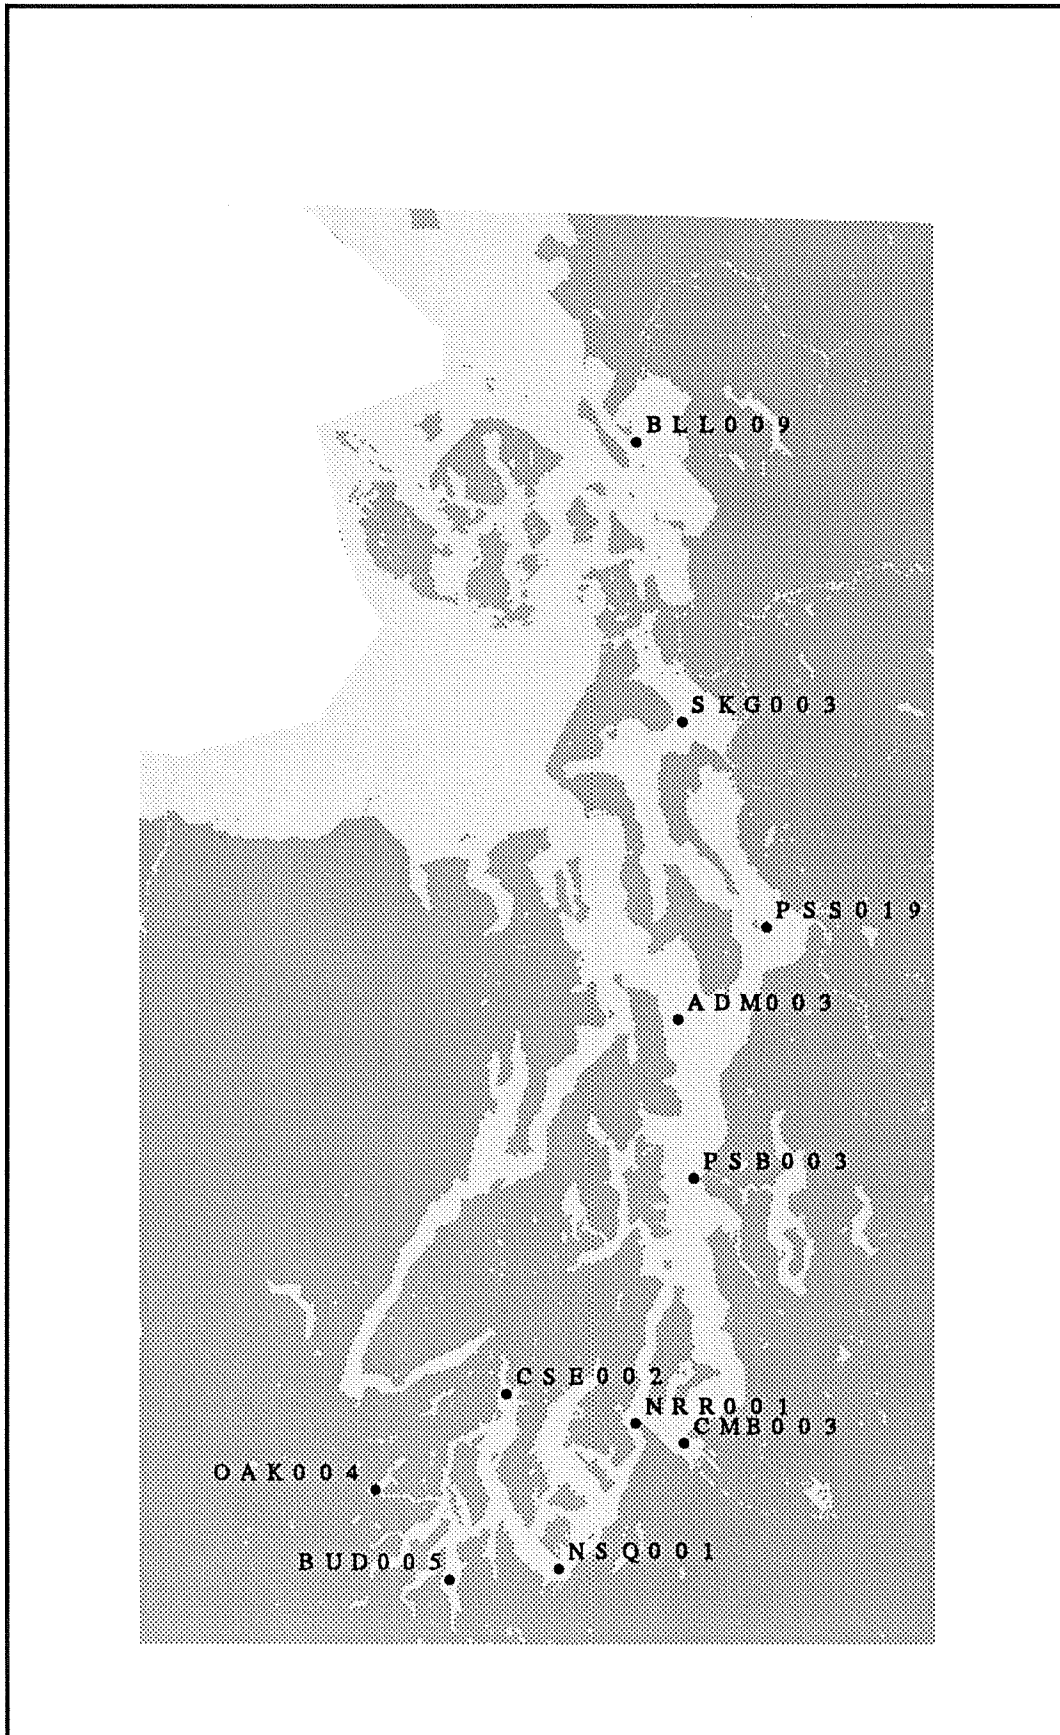 BLL009
SKG003
PSS019
ADM003
PSB003
CSE002
NRR001
CMB003
OAK004
NSQ001
BUD005